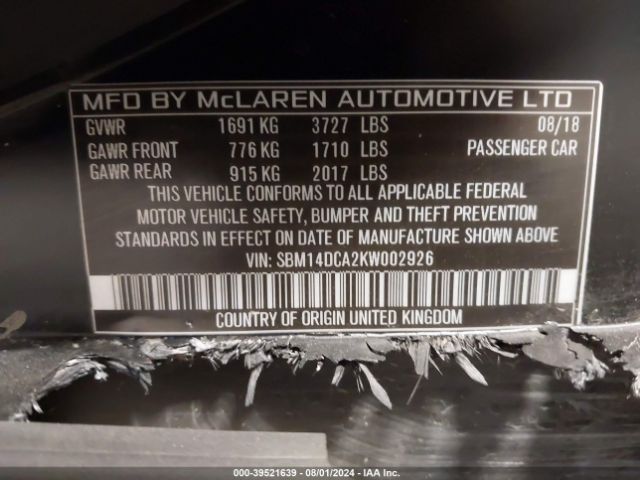 MFD BY McLAREN AUTOMOTIVE LTD
GVWR 1691 KG 3727 LBS 08/18
GAWR FRONT 776 KG 1710 LBS PASSENGER CAR
GAWR REAR 915 KG 2017 LBS
THIS VEHICLE CONFORMS TO ALL APPLICABLE FEDERAL
MOTOR VEHICLE SAFETY, BUMPER AND THEFT PREVENTION
STANDARDS IN EFFECT ON DATE OF MANUFACTURE SHOWN ABOVE
VIN: SBM14DCA2KW002926
COUNTRY OF ORIGIN UNITED KINGDOM
000-39521639 - 08/01/2024 - IAA Inc.